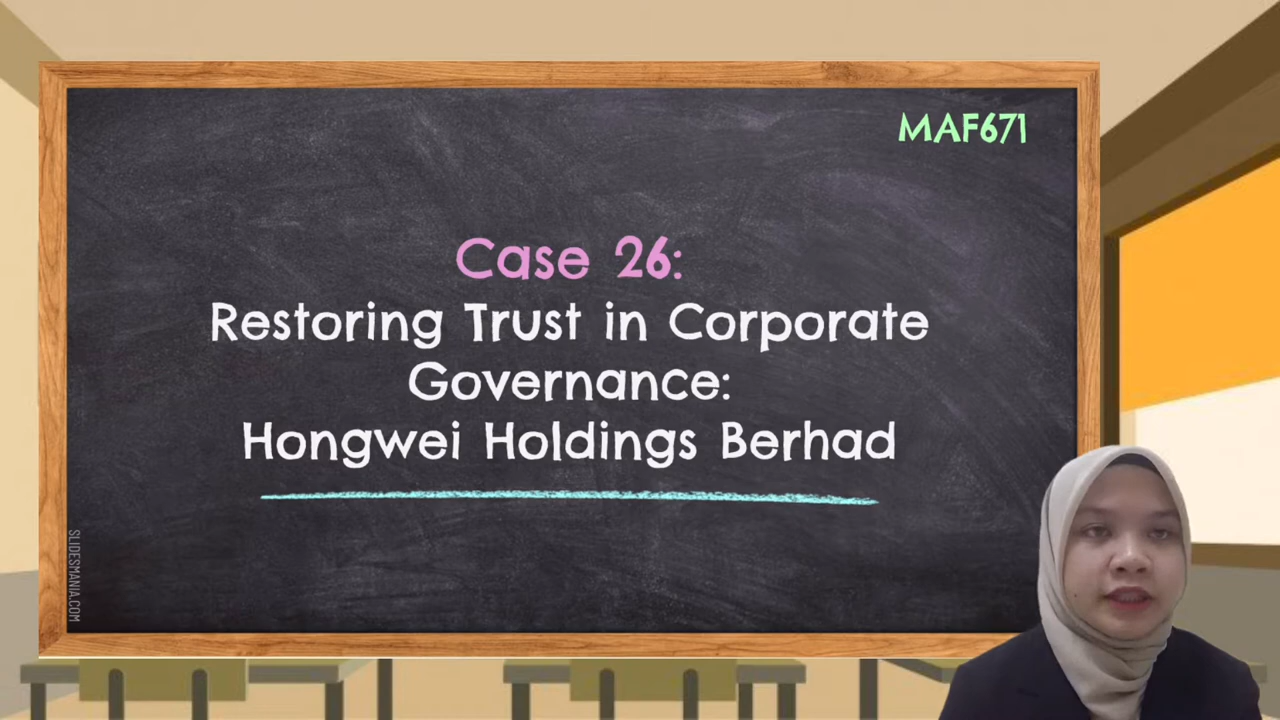 MAF671
Case 26:
Restoring Trust in Corporate
Governance:
Hongwei Holdings Berhad
SLIDESMANIA.COM